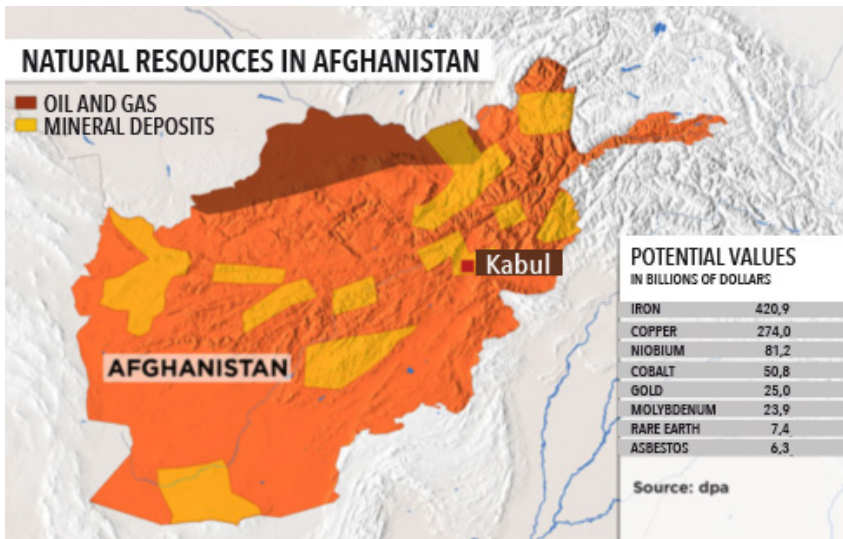 NATURAL RESOURCES IN AFGHANISTAN
OIL AND GAS
MINERAL DEPOSITS
Kabul
AFGHANISTAN
POTENTIAL VALUES
IN BILLIONS OF DOLLARS
IRON 420,9
COPPER 274,0
NIOBIUM 81,2
COBALT 50,8
GOLD 25,0
MOLYBDENUM 23,9
RARE EARTH 7,4
ASBESTOS 6,3
Source: dpa